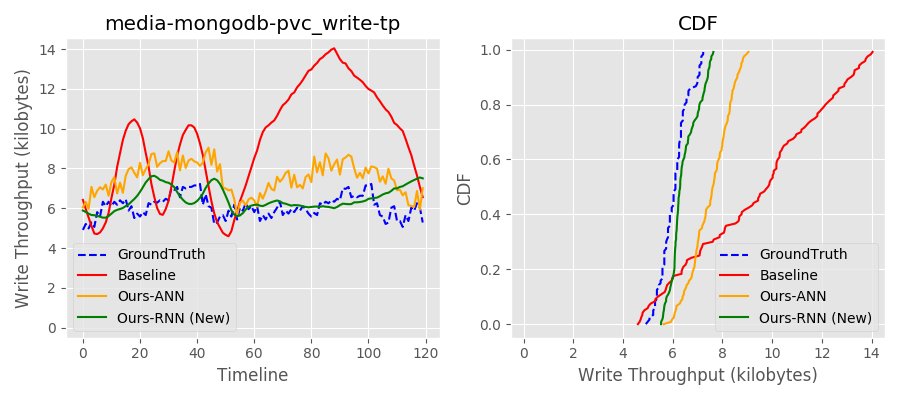 media-mongodb-pvc_write-tp
Write Throughput (kilobytes)
14
12
10
8
6
4
2
0
GroundTruth
Baseline
Ours-ANN
Ours-RNN (New)
0 20 40 60 80 100 120
Timeline
CDF
CDF
1.0
0.8
0.6
0.4
0.2
0.0
GroundTruth
Baseline
Ours-ANN
Ours-RNN (New)
0 2 4 6 8 10 12 14
Write Throughput (kilobytes)